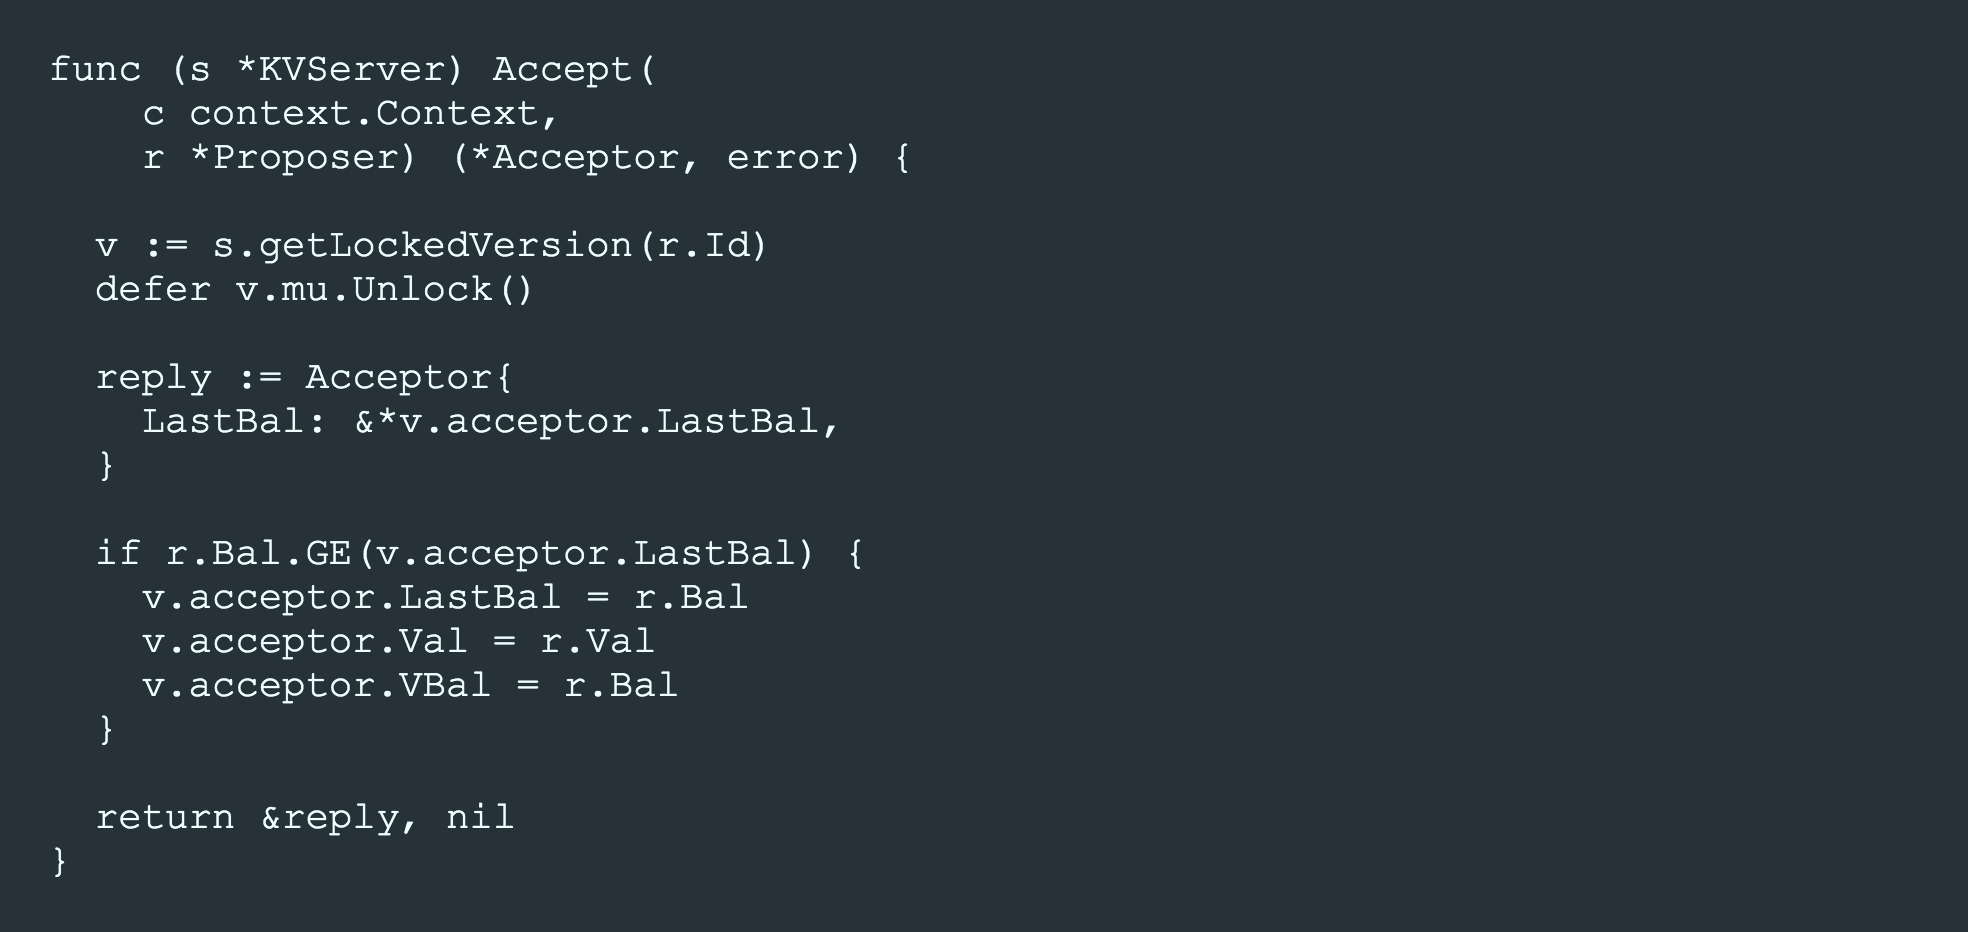 func (s *KVServer) Accept(
    c context.Context,
    r *Proposer) (*Acceptor, error) {

  v := s.getLockedVersion(r.Id)
  defer v.mu.Unlock()

  reply := Acceptor{
    LastBal: &*v.acceptor.LastBal,
  }

  if r.Bal.GE(v.acceptor.LastBal) {
    v.acceptor.LastBal = r.Bal
    v.acceptor.Val = r.Val
    v.acceptor.VBal = r.Bal
  }

  return &reply, nil
}